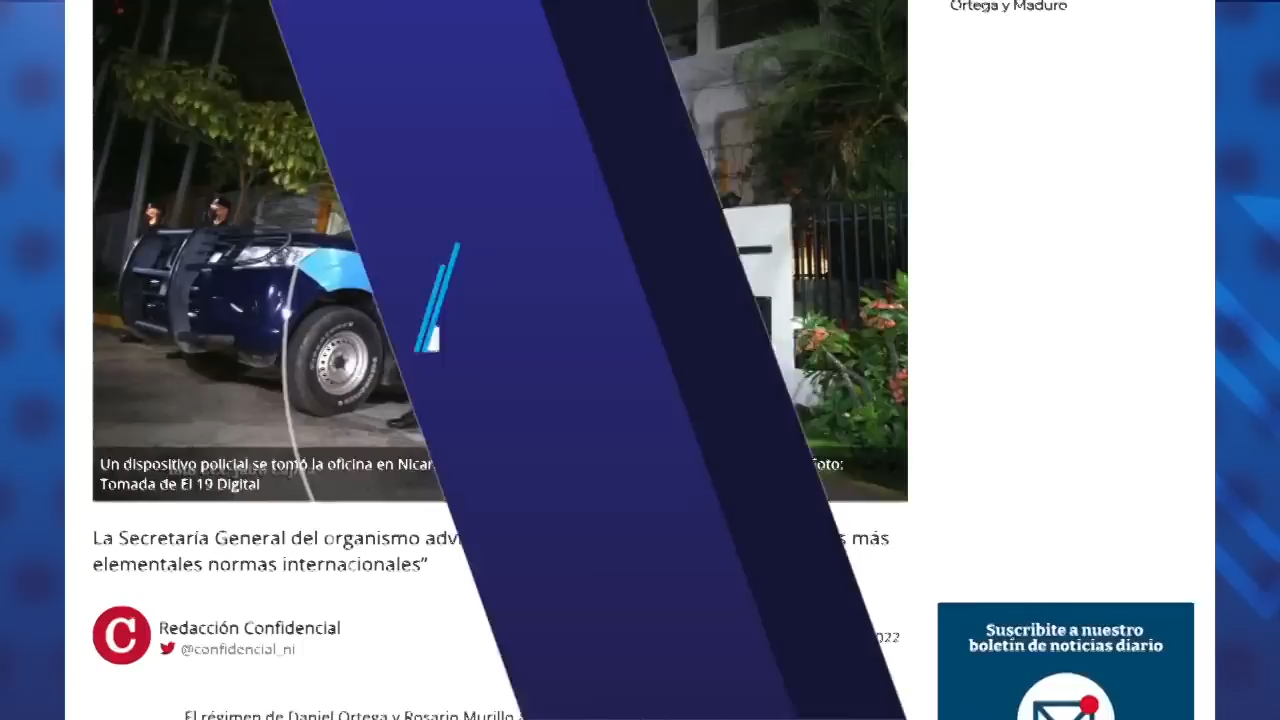 Ortega y Maduro
Un dispositivo policial se tomó la oficina en Nicar
foto:
Tomada de El 19 Digital
La Secretaría General del organismo advi
s más
elementales normas internacionales”
Redacción Confidencial
@confidencial_ni
2022
Suscribite a nuestro
boletín de noticias diario
El régimen de Daniel Ortega y Rosario Murillo